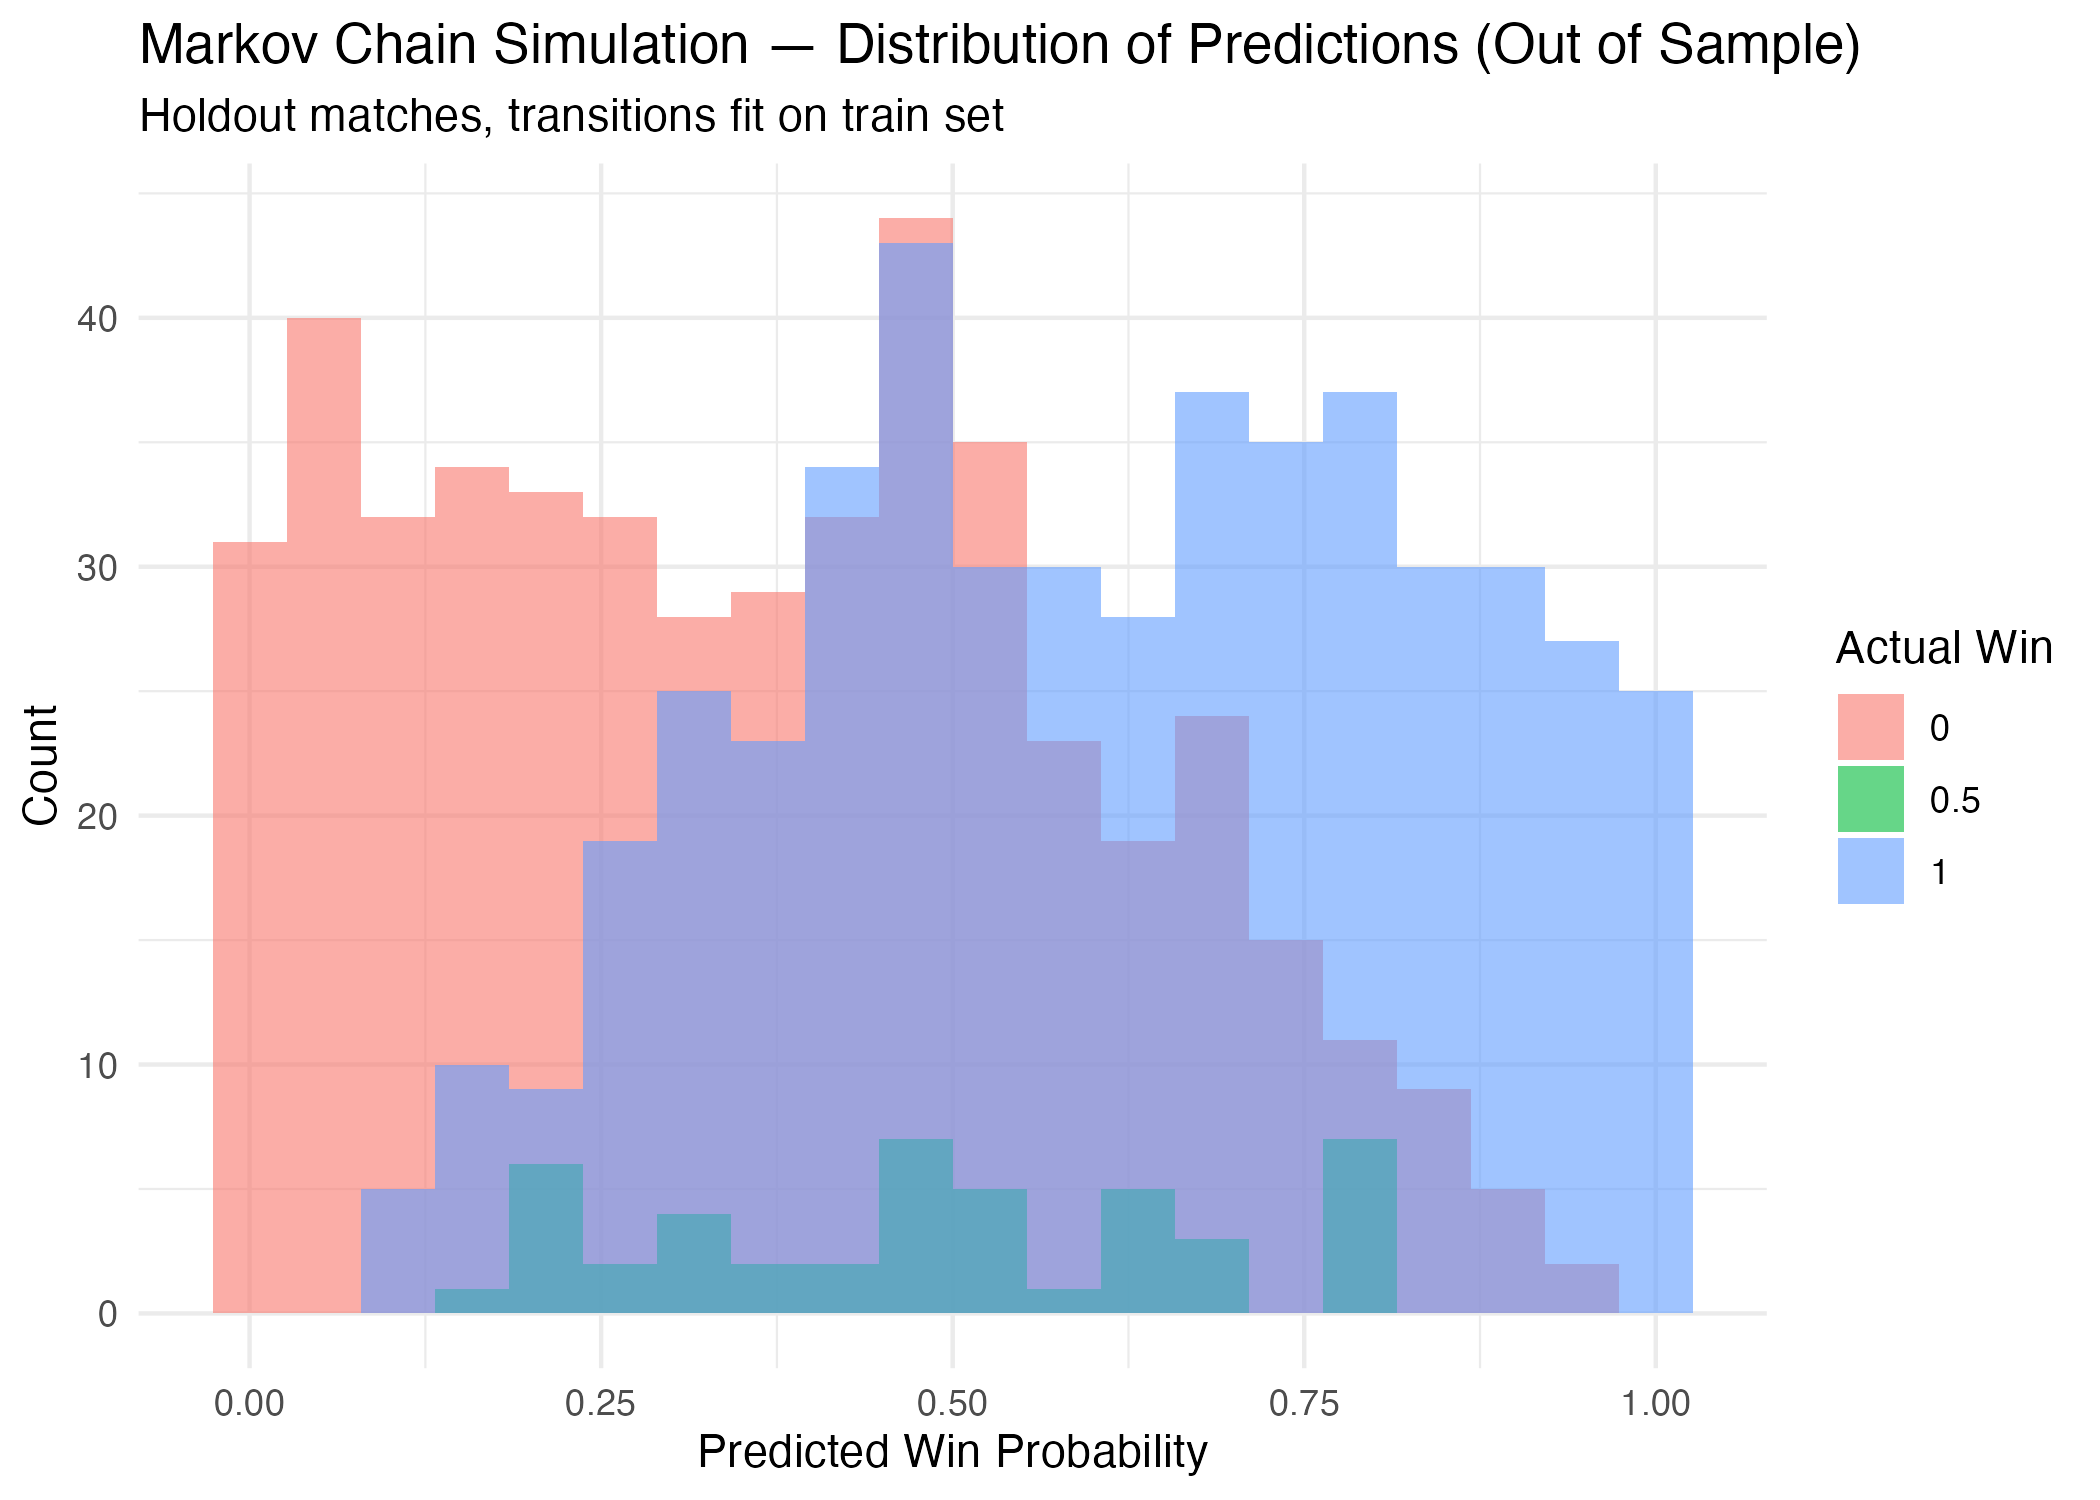 Markov Chain Simulation — Distribution of Predictions (Out of Sample)
Holdout matches, transitions fit on train set
Count
40
30
20
10
0
0.00
0.25
0.50
0.75
1.00
Predicted Win Probability
Actual Win
0
0.5
1